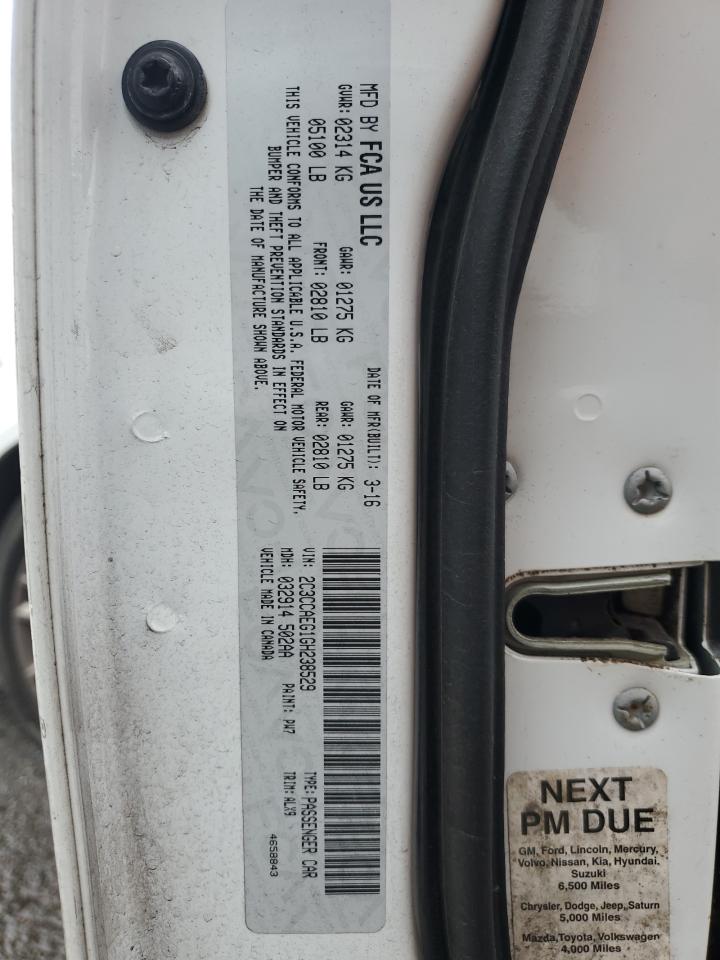 MFD BY FCA US LLC
DATE OF MFR(BUILT): 3-16
GVWR: 02314 KG GAWR: 01275 KG GAWR: 01275 KG
05100 LB FRONT: 02810 LB REAR: 02810 LB
THIS VEHICLE CONFORMS TO ALL APPLICABLE U.S.A. FEDERAL MOTOR VEHICLE SAFETY,
BUMPER AND THEFT PREVENTION STANDARDS IN EFFECT ON
THE DATE OF MANUFACTURE SHOWN ABOVE.
VIN: 2C3CCAEG1GH238529 TYPE: PASSENGER CAR
MDH: 032914 502AA PAINT: PW7 TRIM: ALX9
VEHICLE MADE IN CANADA 4658843
NEXT
PM DUE
GM, Ford, Lincoln, Mercury,
Volvo, Nissan, Kia, Hyundai,
Suzuki
6,500 Miles
Chrysler, Dodge, Jeep, Saturn
5,000 Miles
Mazda, Toyota, Volkswagen
4,000 Miles